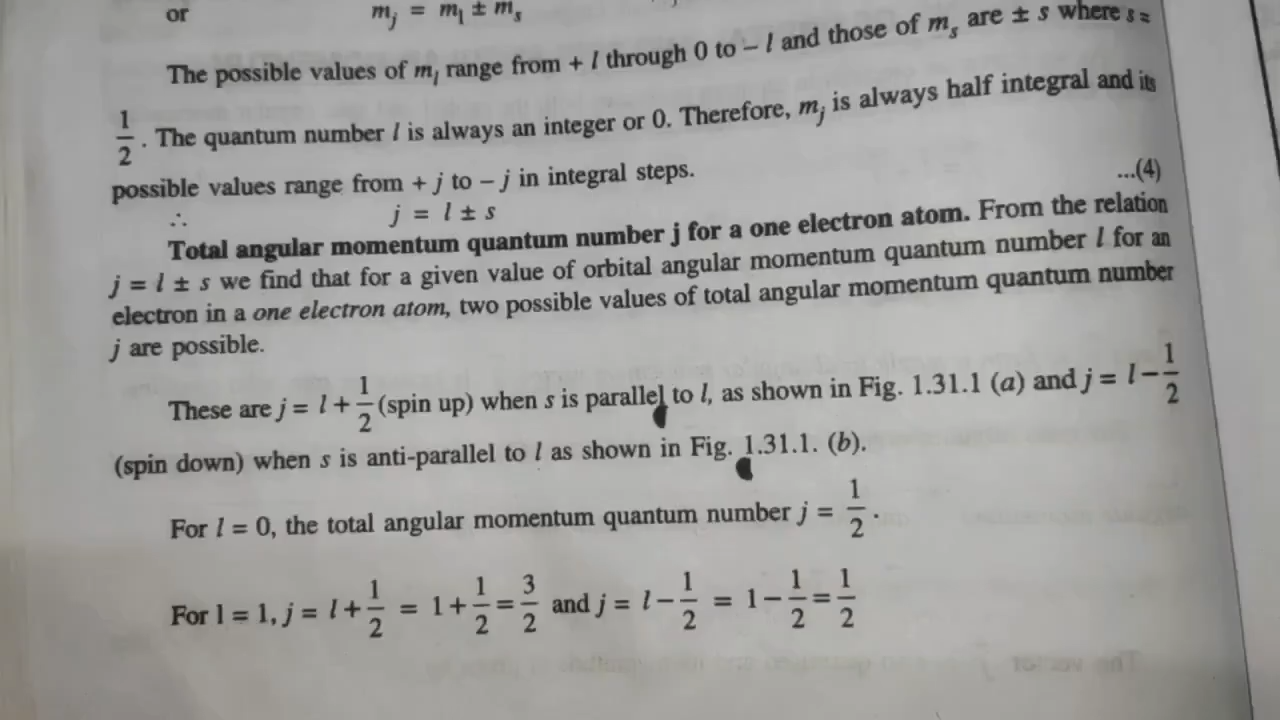 or m_j = m_l ± m_s
The possible values of m_l range from + l through 0 to – l and those of m_s are ± s where s =
1/2. The quantum number l is always an integer or 0. Therefore, m_j is always half integral and its
possible values range from + j to – j in integral steps.
∴ j = l ± s ...(4)
Total angular momentum quantum number j for a one electron atom. From the relation
j = l ± s we find that for a given value of orbital angular momentum quantum number l for an
electron in a one electron atom, two possible values of total angular momentum quantum number
j are possible.
These are j = l + 1/2 (spin up) when s is parallel to l, as shown in Fig. 1.31.1 (a) and j = l – 1/2
(spin down) when s is anti-parallel to l as shown in Fig. 1.31.1. (b).
For l = 0, the total angular momentum quantum number j = 1/2.
For l = 1, j = l + 1/2 = 1 + 1/2 = 3/2 and j = l – 1/2 = 1 – 1/2 = 1/2